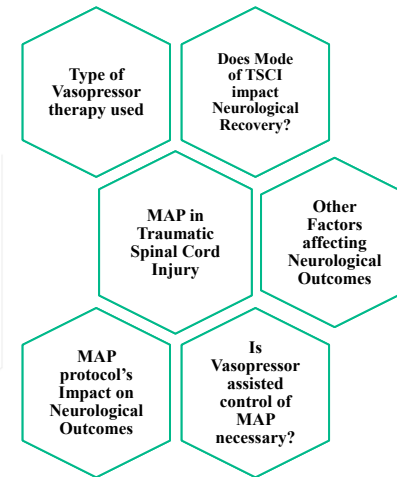 Type of
Vasopressor
therapy used
Does Mode
of TSCI
impact
Neurological
Recovery?
MAP in
Traumatic
Spinal Cord
Injury
Other
Factors
affecting
Neurological
Outcomes
MAP
protocol's
Impact on
Neurological
Outcomes
Is
Vasopressor
assisted
control of
MAP
necessary?